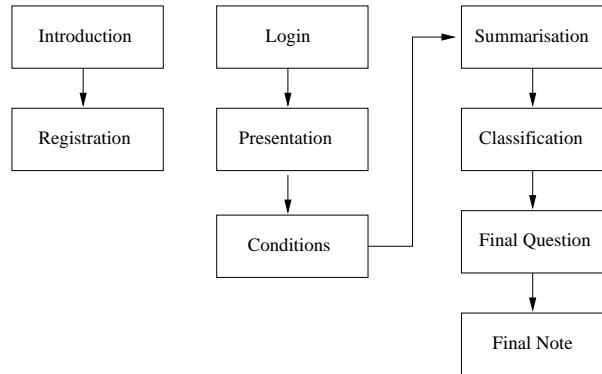 Introduction
Registration
Login
Presentation
Conditions
Summarisation
Classification
Final Question
Final Note